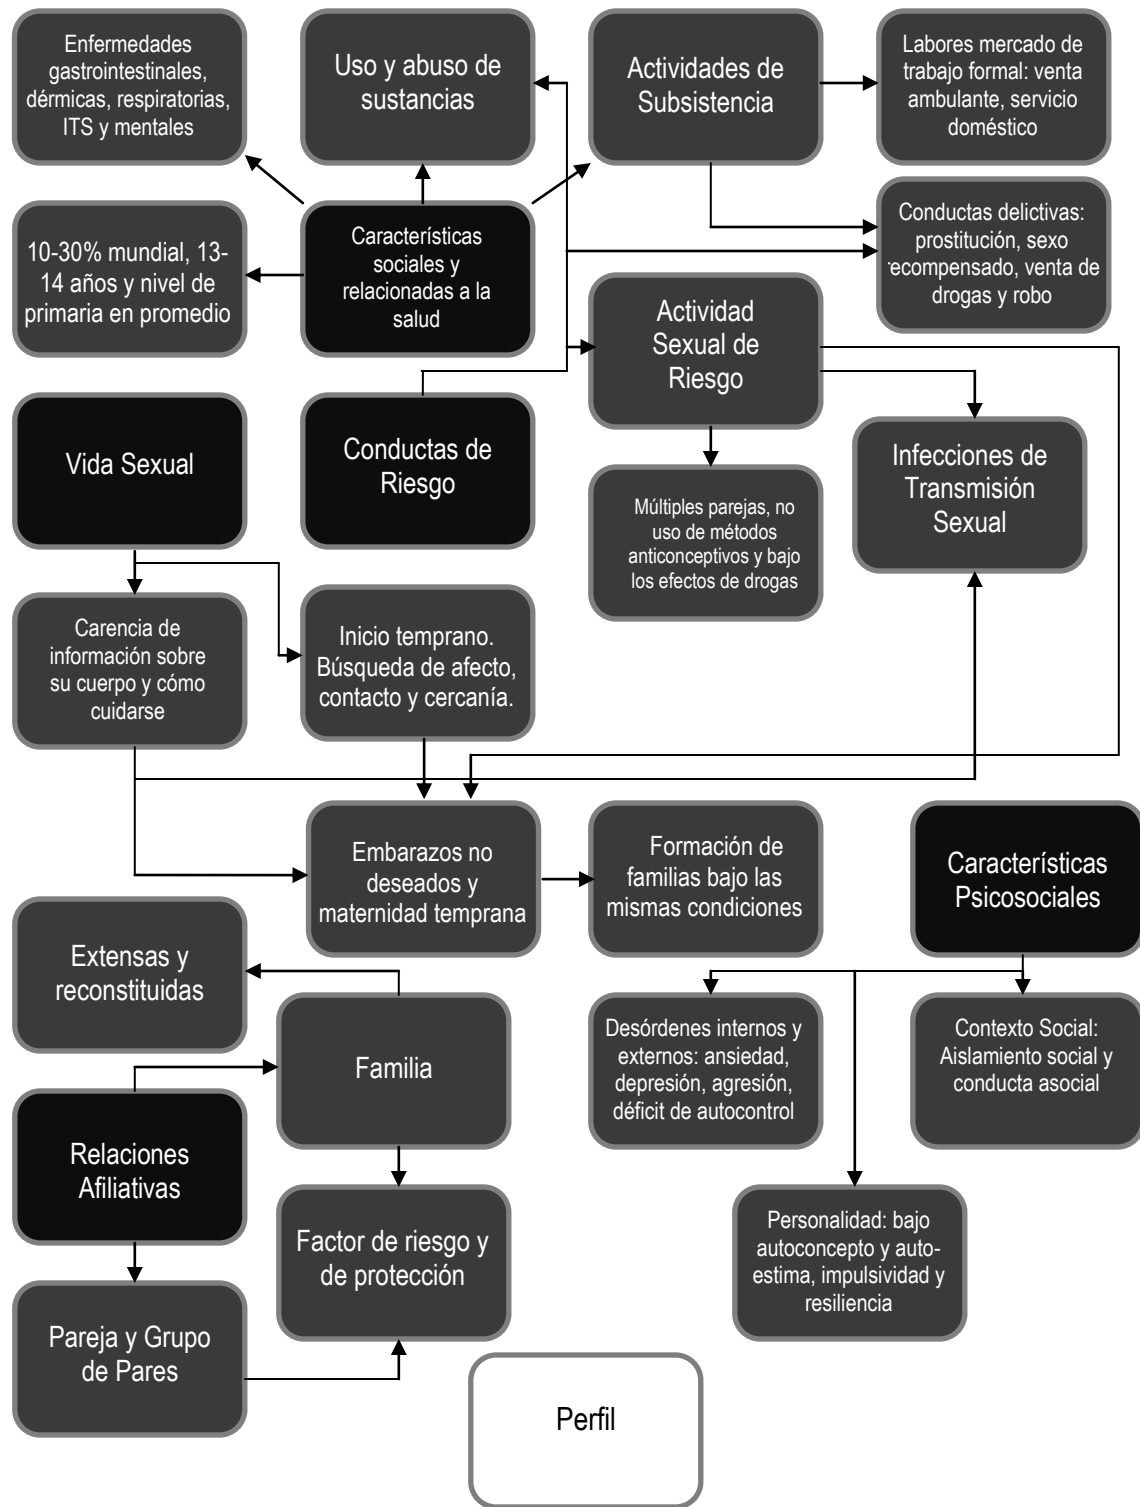 Enfermedades
gastrointestinales,
dérmicas, respiratorias,
ITS y mentales
Uso y abuso de
sustancias
Actividades de
Subsistencia
Labores mercado de
trabajo formal: venta
ambulante, servicio
doméstico
10-30% mundial, 13-
14 años y nivel de
primaria en promedio
Características
sociales y
relacionadas a la
salud
Conductas delictivas:
prostitución, sexo
recompensado, venta de
drogas y robo
Actividad
Sexual de
Riesgo
Vida Sexual
Conductas de
Riesgo
Infecciones de
Transmisión
Sexual
Múltiples parejas, no
uso de métodos
anticonceptivos y bajo
los efectos de drogas
Carencia de
información sobre
su cuerpo y cómo
cuidarse
Inicio temprano.
Búsqueda de afecto,
contacto y cercanía.
Embarazos no
deseados y
maternidad temprana
Formación de
familias bajo las
mismas condiciones
Características
Psicosociales
Extensas y
reconstituidas
Familia
Desórdenes internos y
externos: ansiedad,
depresión, agresión,
déficit de autocontrol
Contexto Social:
Aislamiento social y
conducta asocial
Relaciones
Afiliativas
Factor de riesgo y
de protección
Personalidad: bajo
autoconcepto y auto-
estima, impulsividad y
resiliencia
Pareja y Grupo
de Pares
Perfil